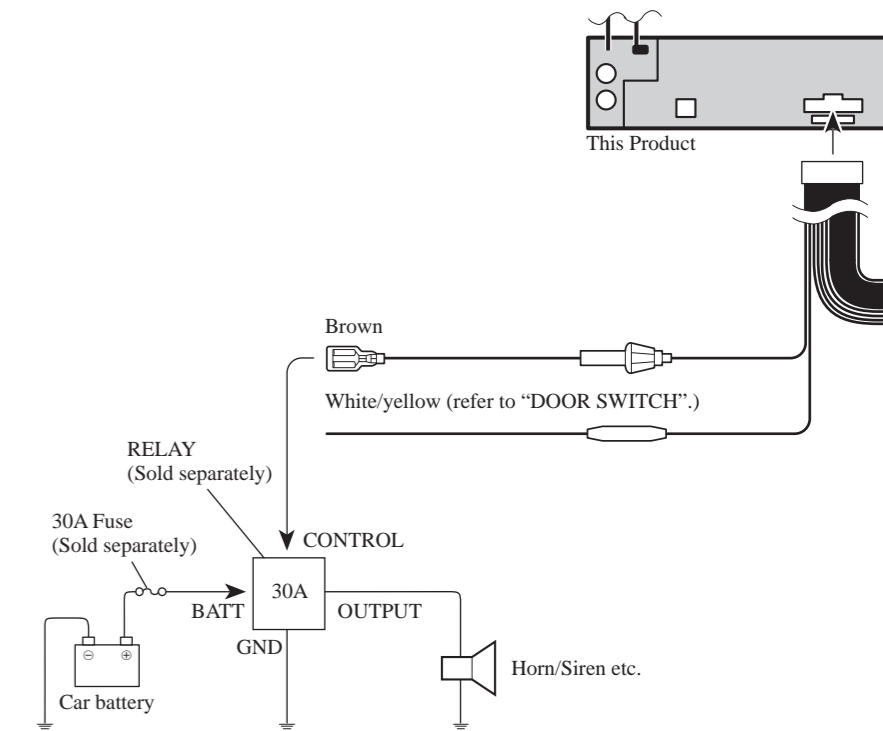 This Product
Brown
White/yellow (refer to “DOOR SWITCH”.)
RELAY
(Sold separately)
30A Fuse
(Sold separately)
CONTROL
30A
BATT
OUTPUT
GND
⊖ ⊕
Horn/Siren etc.
Car battery